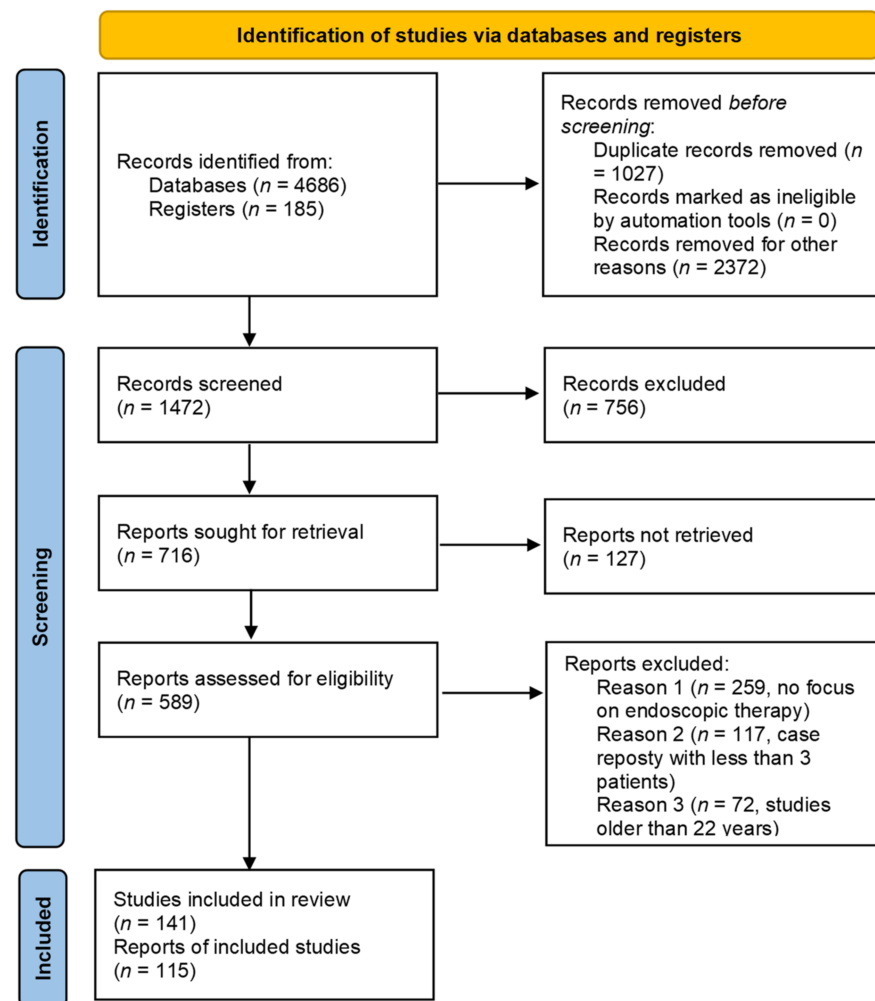 Identification of studies via databases and registers
Identification
Records identified from:
Databases (n = 4686)
Registers (n = 185)
Records removed before
screening:
Duplicate records removed (n
= 1027)
Records marked as ineligible
by automation tools (n = 0)
Records removed for other
reasons (n = 2372)
Screening
Records screened
(n = 1472)
Records excluded
(n = 756)
Reports sought for retrieval
(n = 716)
Reports not retrieved
(n = 127)
Reports assessed for eligibility
(n = 589)
Reports excluded:
Reason 1 (n = 259, no focus
on endoscopic therapy)
Reason 2 (n = 117, case
reposty with less than 3
patients)
Reason 3 (n = 72, studies
older than 22 years)
Included
Studies included in review
(n = 141)
Reports of included studies
(n = 115)